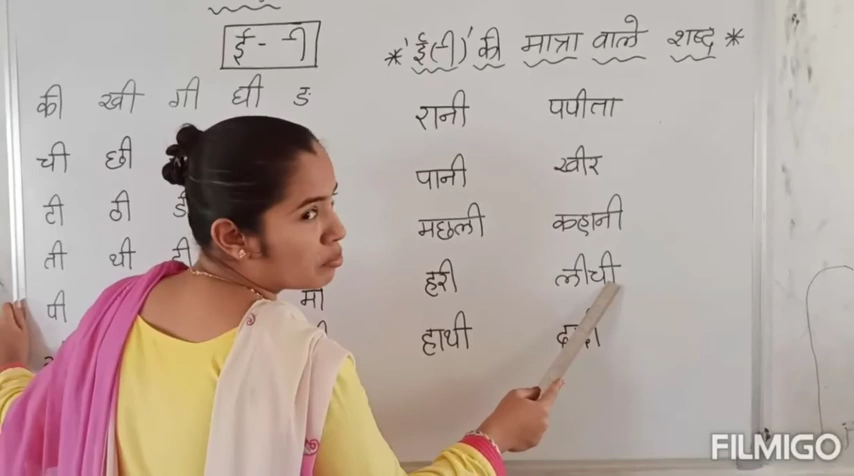 ई - ी
*'ई(ी)' की मात्रा वाले शब्द *
की खी गी घी ङ
ची छी
टी ठी
ती थी
पी
रानी पपीता
पानी खीर
मछली कहानी
हरी लीची
हाथी
FILMIGO